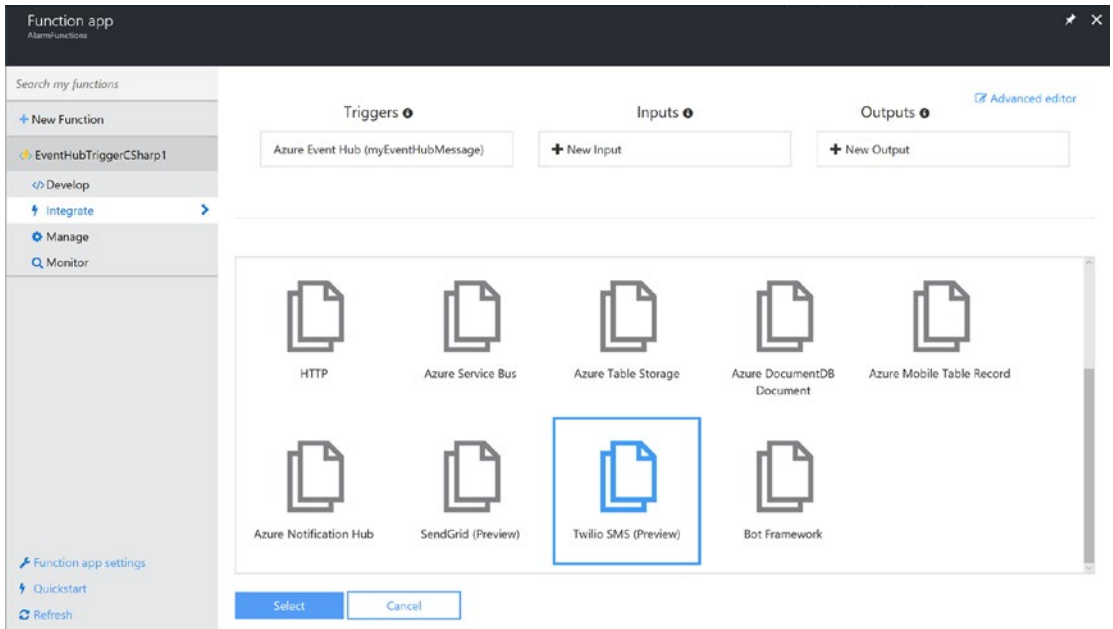 Function app
AlarmFunctions
Search my functions
+ New Function
EventHubTriggerCSharp1
</> Develop
Integrate
Manage
Monitor
Function app settings
Quickstart
Refresh
Advanced editor
Triggers
Inputs
Outputs
Azure Event Hub (myEventHubMessage)
+ New Input
+ New Output
HTTP
Azure Service Bus
Azure Table Storage
Azure DocumentDB
Document
Azure Mobile Table Record
Azure Notification Hub
SendGrid (Preview)
Twilio SMS (Preview)
Bot Framework
Select
Cancel